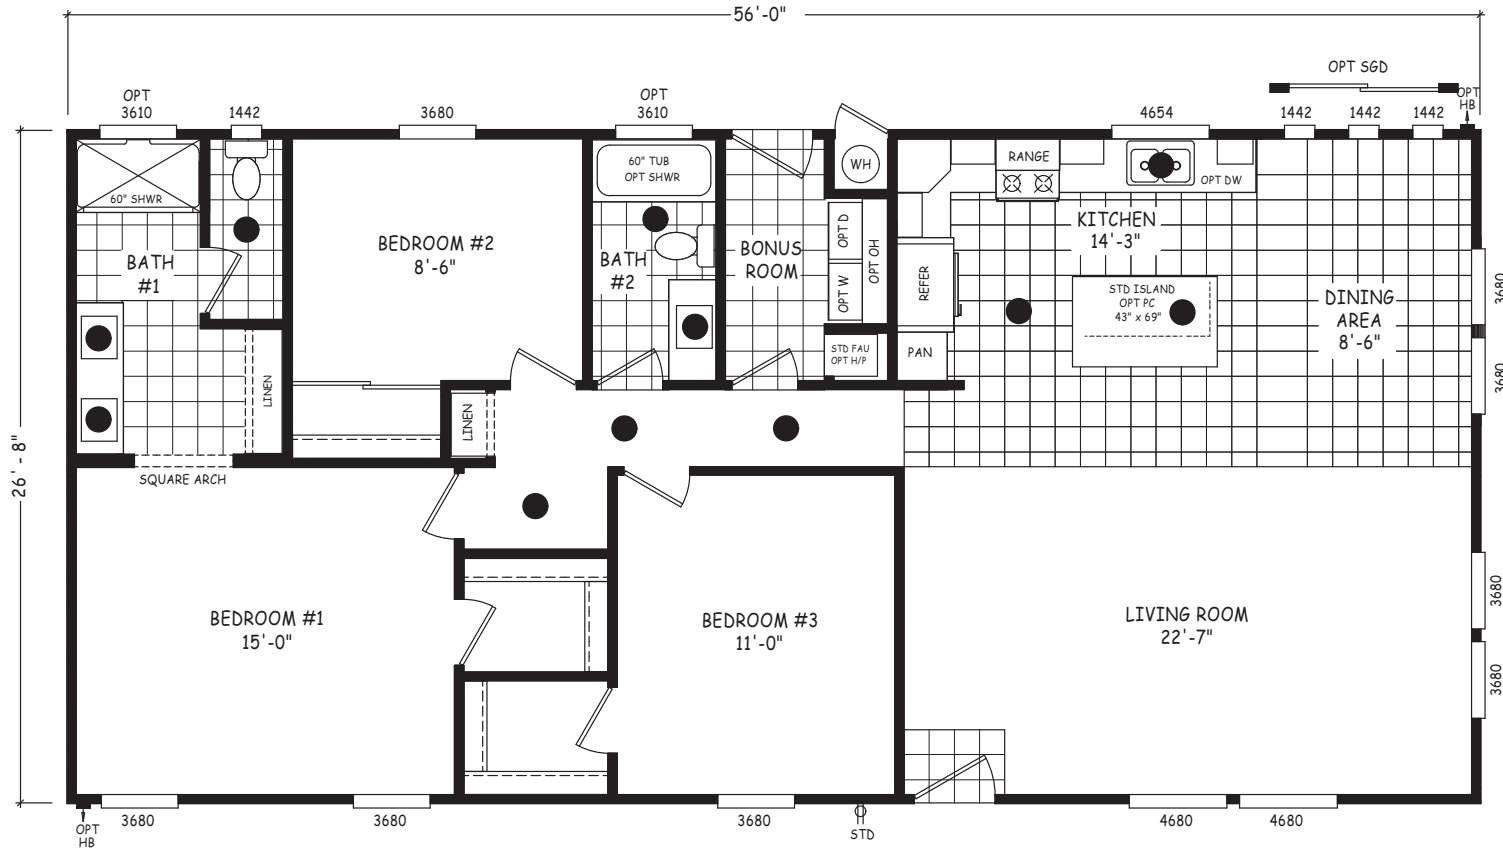 56'-0"
OPT SGD
OPT
3610
1442
3680
OPT
3610
4654
1442
1442
1442
OPT
HB
60" SHWR
60" TUB
OPT SHWR
WH
RANGE
OPT DW
BATH
#1
BEDROOM #2
8'-6"
BATH
#2
BONUS
ROOM
OPT D
OPT W
OPT OH
REFER
KITCHEN
14'-3"
STD ISLAND
OPT PC
43" x 69"
DINING
AREA
8'-6"
3680
3680
STD FAU
OPT H/P
PAN
LINEN
LINEN
SQUARE ARCH
26'-8"
BEDROOM #1
15'-0"
BEDROOM #3
11'-0"
LIVING ROOM
22'-7"
3680
3680
OPT
HB
3680
3680
3680
STD
4680
4680